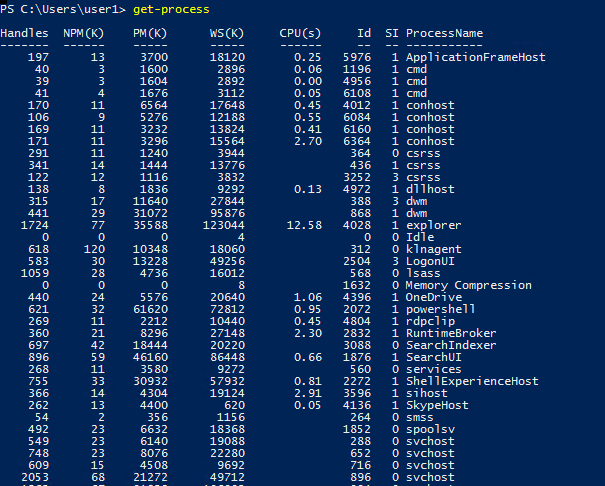 PS C:\Users\user1> get-process
Handles NPM(K) PM(K) WS(K) CPU(s) Id SI ProcessName
------- ------ ----- ----- ------ -- -- -----------
197 13 3700 18120 0.25 5976 1 ApplicationFrameHost
40 3 1600 2896 0.06 1196 1 cmd
39 3 1604 2892 0.00 4956 1 cmd
41 4 1676 3112 0.05 6108 1 cmd
170 11 6564 17648 0.45 4012 1 conhost
106 9 5276 12188 0.55 6084 1 conhost
169 11 3232 13824 0.41 6160 1 conhost
171 11 3296 15564 2.70 6364 1 conhost
291 11 1240 3944 364 0 csrss
341 14 1444 13776 436 1 csrss
122 12 1116 3832 3252 3 csrss
138 8 1836 9292 0.13 4972 1 dllhost
315 17 11640 27844 388 3 dwm
441 29 31072 95876 868 1 dwm
1724 77 35588 123044 12.58 4028 1 explorer
0 0 0 4 0 0 Idle
618 120 10348 18060 312 0 klnagent
583 30 13228 49256 2504 3 LogonUI
1059 28 4736 16012 568 0 lsass
0 0 0 8 1632 0 Memory Compression
440 24 5576 20640 1.06 4396 1 OneDrive
621 32 61620 72812 0.95 2072 1 powershell
269 11 2212 10440 0.45 4804 1 rdpclip
360 21 8296 27148 2.30 2832 1 RuntimeBroker
697 42 18444 20220 3088 0 SearchIndexer
896 59 46160 86448 0.66 1876 1 SearchUI
268 11 3580 9272 560 0 services
755 33 30932 57932 0.81 2272 1 ShellExperienceHost
366 14 4304 19124 2.91 3596 1 sihost
262 13 4400 620 0.05 4136 1 SkypeHost
54 2 356 1156 264 0 smss
492 23 6632 18368 1852 0 spoolsv
549 23 6140 19088 288 0 svchost
748 23 8076 22280 652 0 svchost
609 15 4508 9692 716 0 svchost
2053 68 21272 49712 896 0 svchost